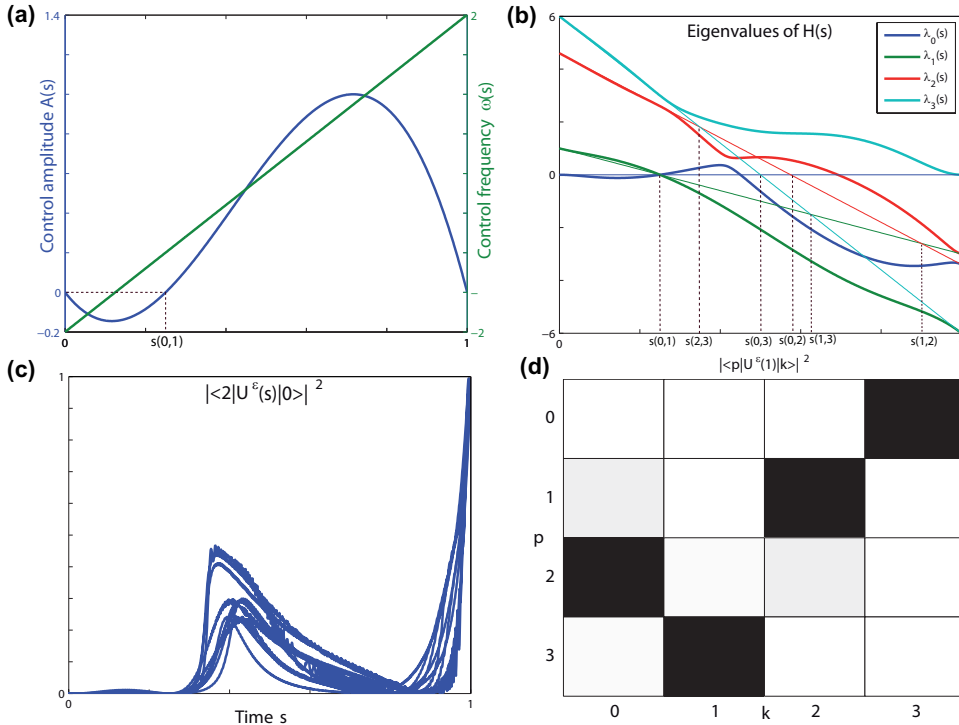 (a)
1.4
Control amplitude A(s)
0
−0.2
0
s(0,1)
1
2
Control frequency ω(s)
−
−2
(b)
6
Eigenvalues of H(s)
λ₀(s)
λ₁(s)
λ₂(s)
λ₃(s)
0
−6
0
s(0,1)
s(2,3)
s(0,3)
s(0,2)
s(1,3)
s(1,2)
(c)
1
|<2|U^ε(s)|0>|²
0
0
Time s
1
(d)
|<p|U^ε(1)|k>|²
0
1
p
2
3
0
1
k
2
3